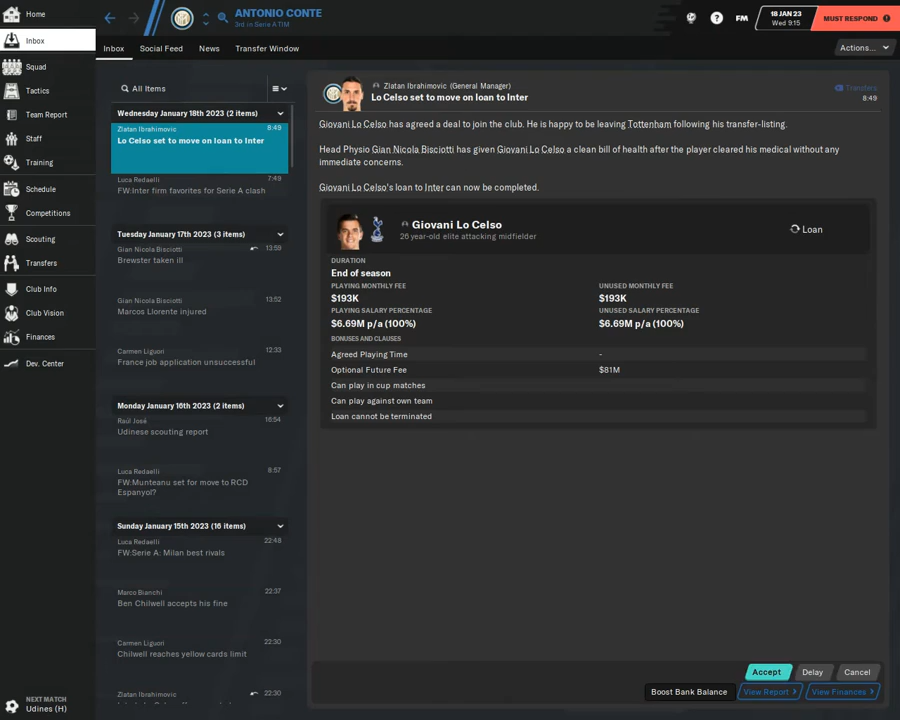 Home
Inbox
Squad
Tactics
Team Report
Staff
Training
Schedule
Competitions
Scouting
Transfers
Club Info
Club Vision
Finances
Dev. Center
NEXT MATCH
Udines (H)
ANTONIO CONTE
3rd in Serie A TIM
?
FM
18 JAN 23
Wed 9:15
MUST RESPOND
Inbox
Social Feed
News
Transfer Window
Actions...
All Items
Wednesday January 18th 2023 (2 items)
Zlatan Ibrahimovic 8:49
Lo Celso set to move on loan to Inter
Luca Redaelli 7:49
FW:Inter firm favorites for Serie A clash
Tuesday January 17th 2023 (3 items)
Gian Nicola Bisciotti 13:59
Brewster taken ill
Gian Nicola Bisciotti 13:52
Marcos Llorente injured
Carmen Liguori 12:33
France job application unsuccessful
Monday January 16th 2023 (2 items)
Raúl José 16:54
Udinese scouting report
Luca Redaelli 8:57
FW:Munteanu set for move to RCD
Espanyol?
Sunday January 15th 2023 (16 items)
Luca Redaelli 22:48
FW:Serie A: Milan best rivals
Marco Bianchi 22:37
Ben Chilwell accepts his fine
Carmen Liguori 22:30
Chilwell reaches yellow cards limit
Zlatan Ibrahimovic 22:30
Zlatan Ibrahimovic (General Manager)
Lo Celso set to move on loan to Inter
Transfers
8:49
Giovani Lo Celso has agreed a deal to join the club. He is happy to be leaving Tottenham following his transfer-listing.
Head Physio Gian Nicola Bisciotti has given Giovani Lo Celso a clean bill of health after the player cleared his medical without any
immediate concerns.
Giovani Lo Celso's loan to Inter can now be completed.
Giovani Lo Celso
26 year-old elite attacking midfielder
Loan
DURATION
End of season
PLAYING MONTHLY FEE UNUSED MONTHLY FEE
$193K $193K
PLAYING SALARY PERCENTAGE UNUSED SALARY PERCENTAGE
$6.69M p/a (100%) $6.69M p/a (100%)
BONUSES AND CLAUSES
Agreed Playing Time -
Optional Future Fee $81M
Can play in cup matches
Can play against own team
Loan cannot be terminated
Accept
Delay
Cancel
Boost Bank Balance
View Report
View Finances